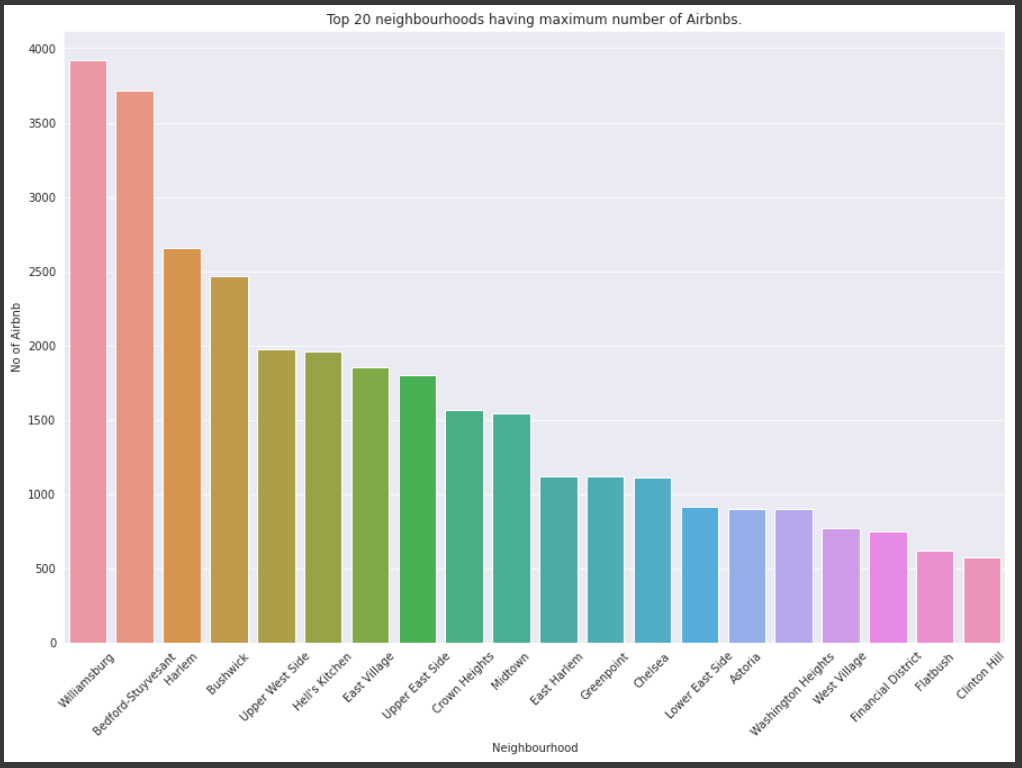 Top 20 neighbourhoods having maximum number of Airbnbs.
No of Airbnb
4000
3500
3000
2500
2000
1500
1000
500
0
Williamsburg
Bedford-Stuyvesant
Harlem
Bushwick
Upper West Side
Hell's Kitchen
East Village
Upper East Side
Crown Heights
Midtown
East Harlem
Greenpoint
Chelsea
Lower East Side
Astoria
Washington Heights
West Village
Financial District
Flatbush
Clinton Hill
Neighbourhood